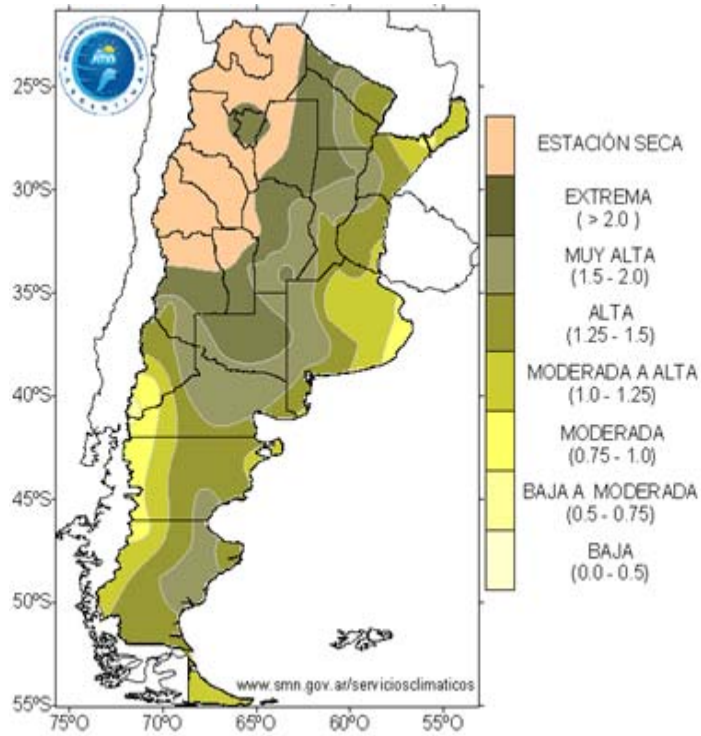 25ºS
30ºS
35ºS
40ºS
45ºS
50ºS
55ºS
75ºO
70ºO
65ºO
60ºO
55ºO
smn
ARGENTINA
www.smn.gov.ar/serviciosclimaticos
ESTACIÓN SECA
EXTREMA
( > 2.0 )
MUY ALTA
(1.5 - 2.0)
ALTA
(1.25 - 1.5)
MODERADA A ALTA
(1.0 - 1.25)
MODERADA
(0.75 - 1.0)
BAJA A MODERADA
(0.5 - 0.75)
BAJA
(0.0 - 0.5)